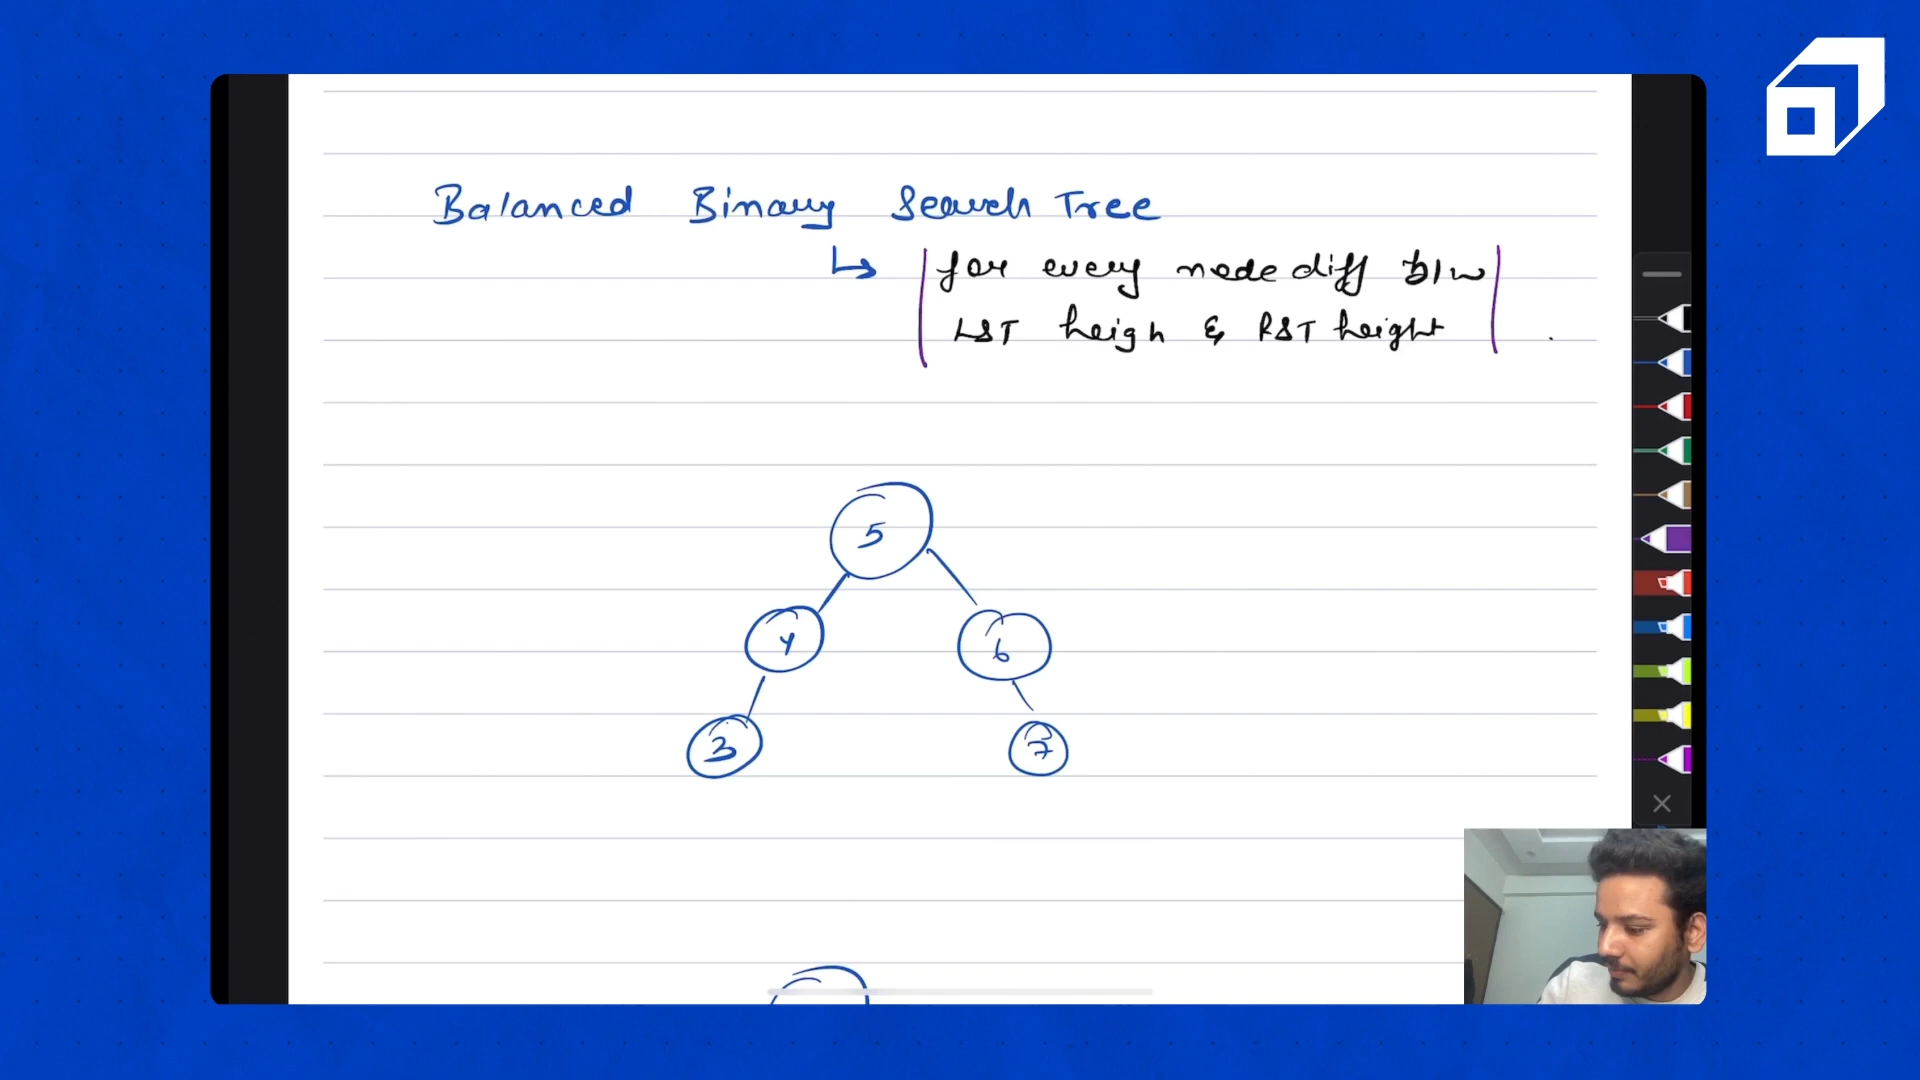 Balanced Binary Search Tree
↳ | for every node diff b/w |
| LST heigh & RST height | .
5
4
6
3
7